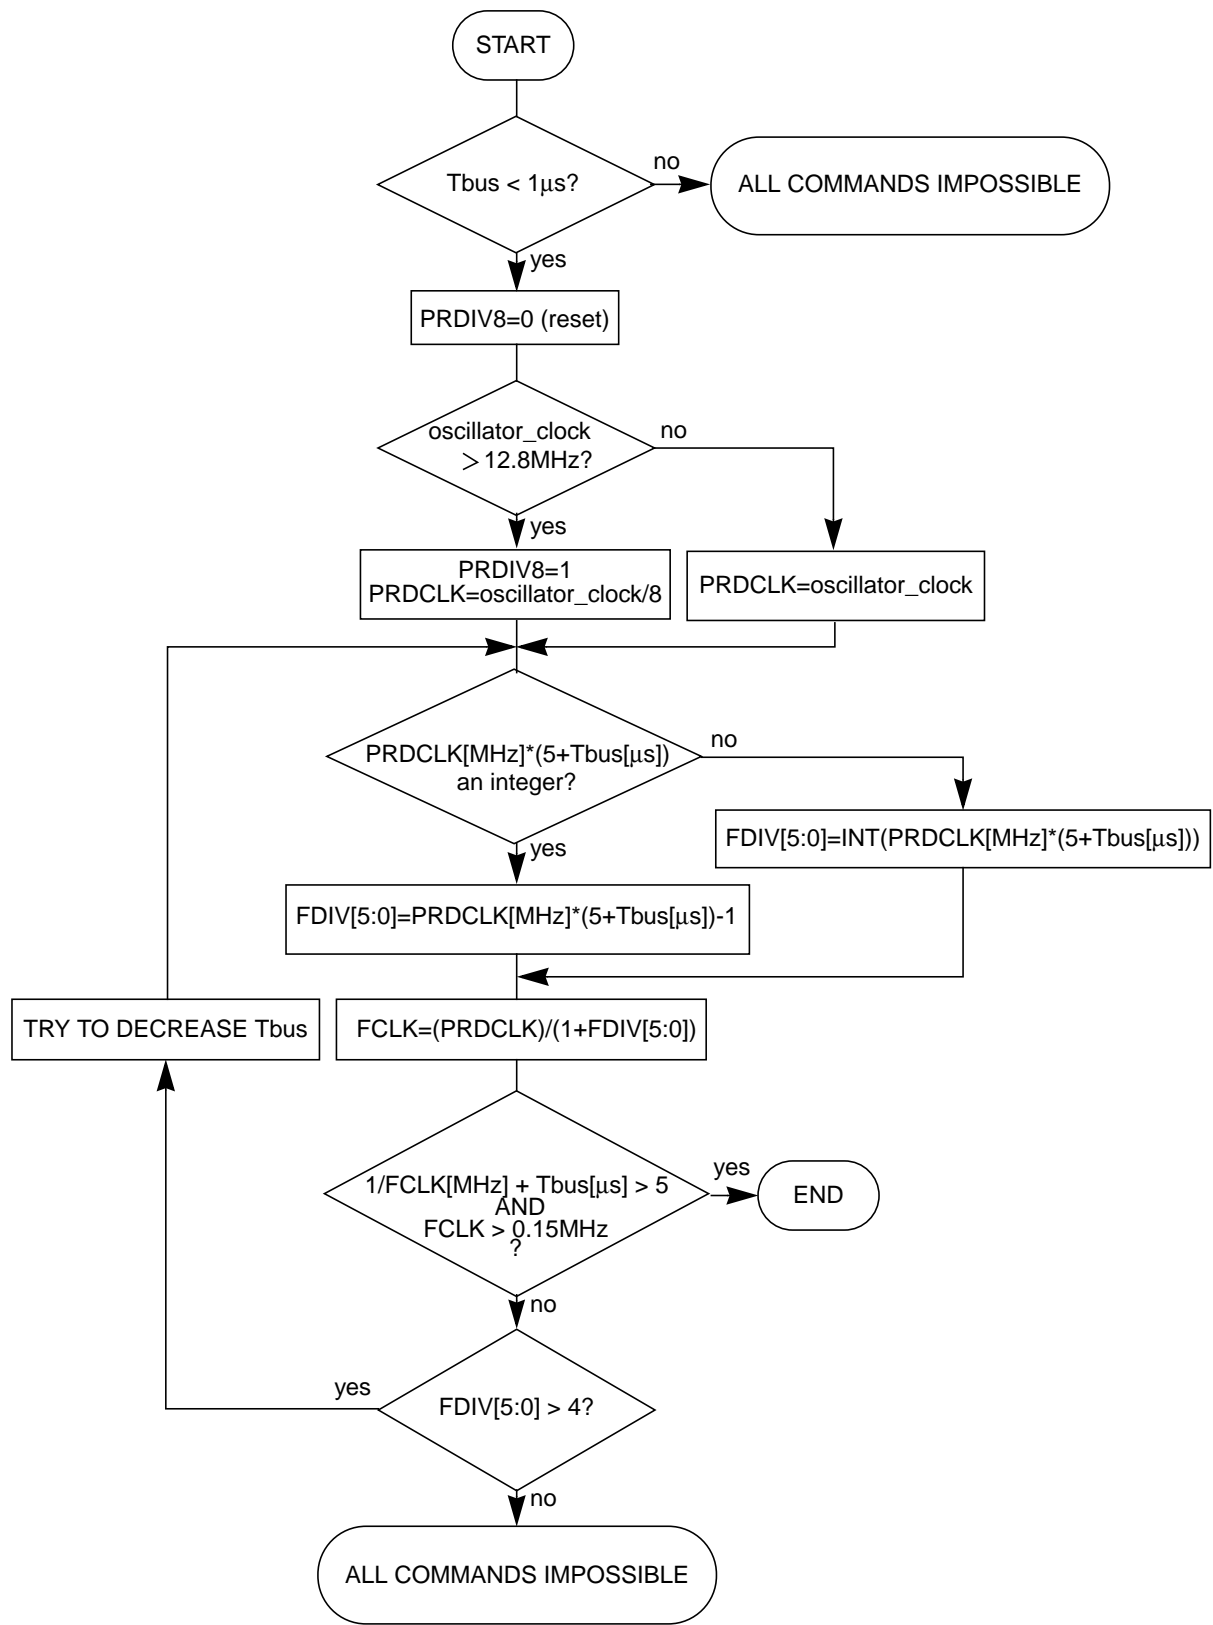 START
Tbus < 1μs?
no
ALL COMMANDS IMPOSSIBLE
yes
PRDIV8=0 (reset)
oscillator_clock
>12.8MHz?
no
yes
PRDIV8=1
PRDCLK=oscillator_clock/8
PRDCLK=oscillator_clock
PRDCLK[MHz]*(5+Tbus[μs])
an integer?
no
yes
FDIV[5:0]=INT(PRDCLK[MHz]*(5+Tbus[μs]))
FDIV[5:0]=PRDCLK[MHz]*(5+Tbus[μs])-1
TRY TO DECREASE Tbus
FCLK=(PRDCLK)/(1+FDIV[5:0])
1/FCLK[MHz] + Tbus[μs] > 5
AND
FCLK > 0.15MHz
?
yes
END
no
FDIV[5:0] > 4?
yes
no
ALL COMMANDS IMPOSSIBLE